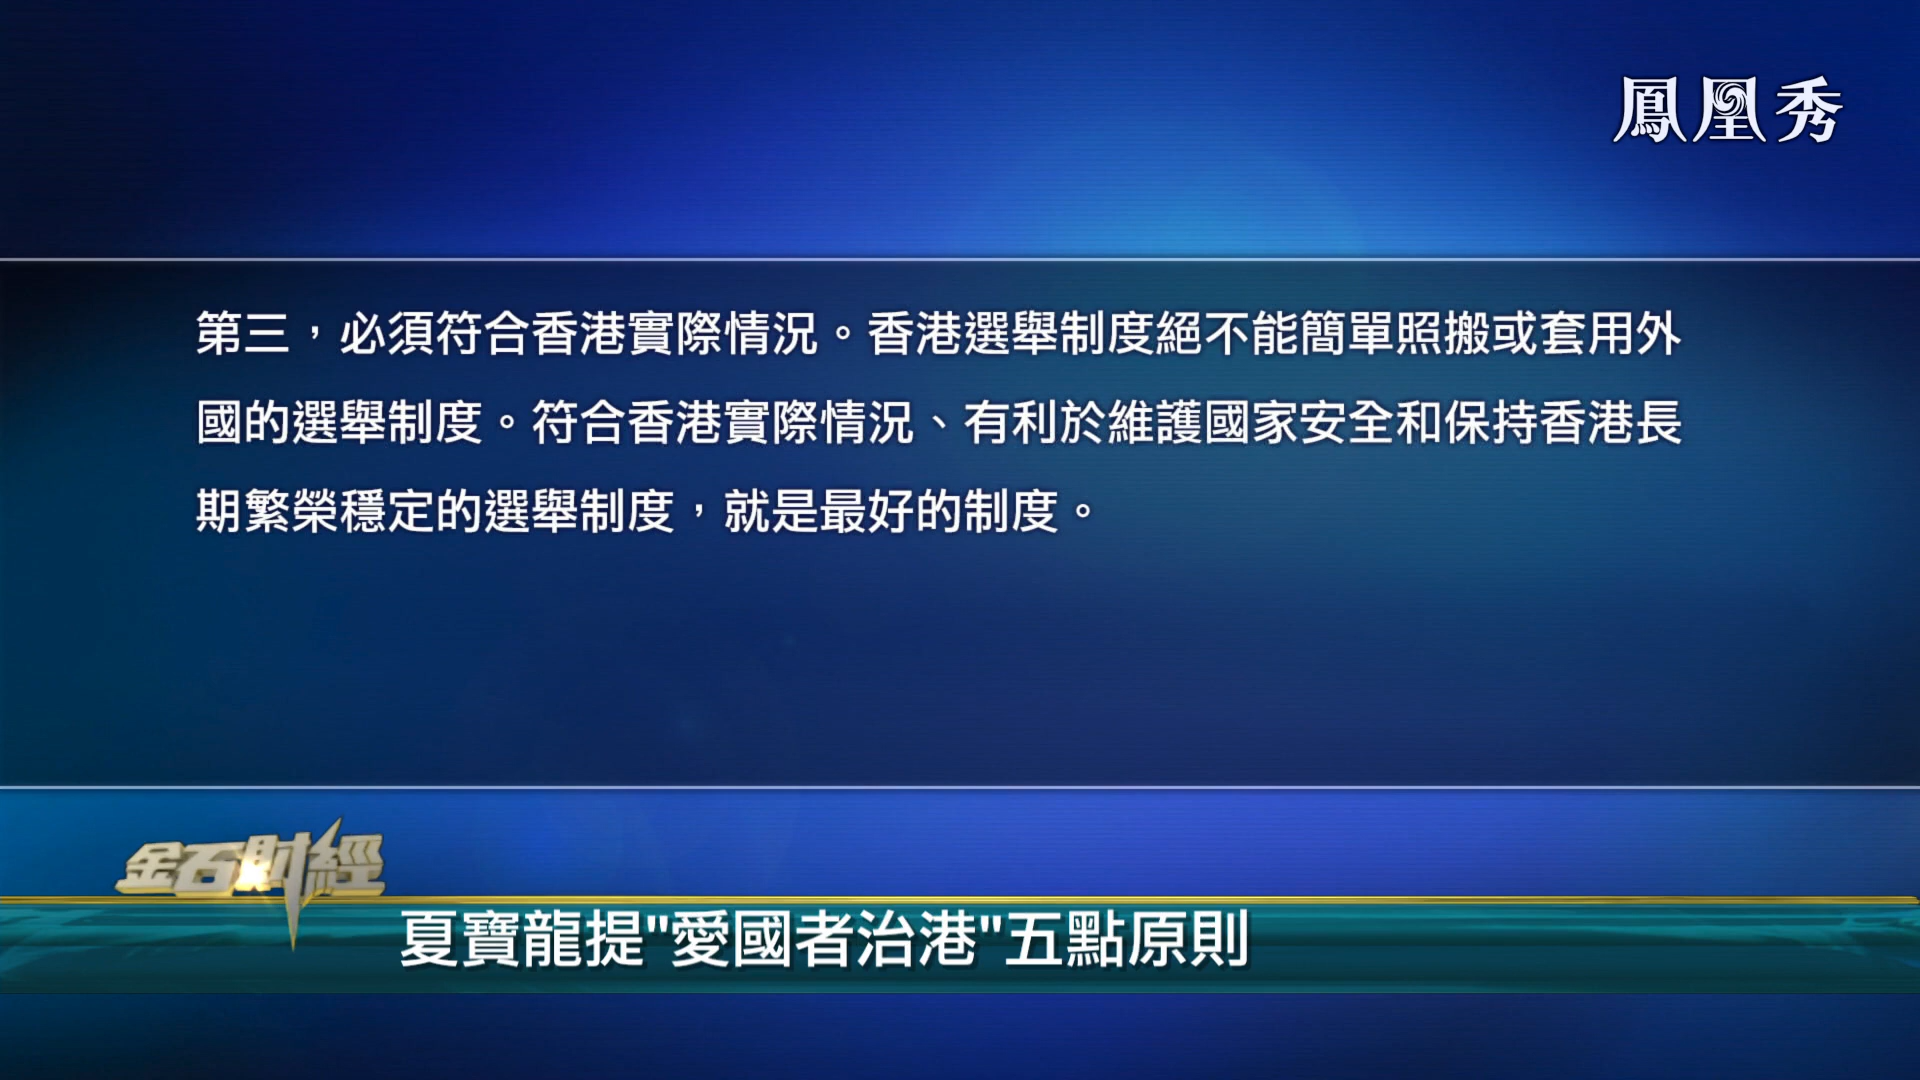 鳳凰秀
第三，必須符合香港實際情況。香港選舉制度絕不能簡單照搬或套用外
國的選舉制度。符合香港實際情況、有利於維護國家安全和保持香港長
期繁榮穩定的選舉制度，就是最好的制度。
金石財經
夏寶龍提"愛國者治港"五點原則